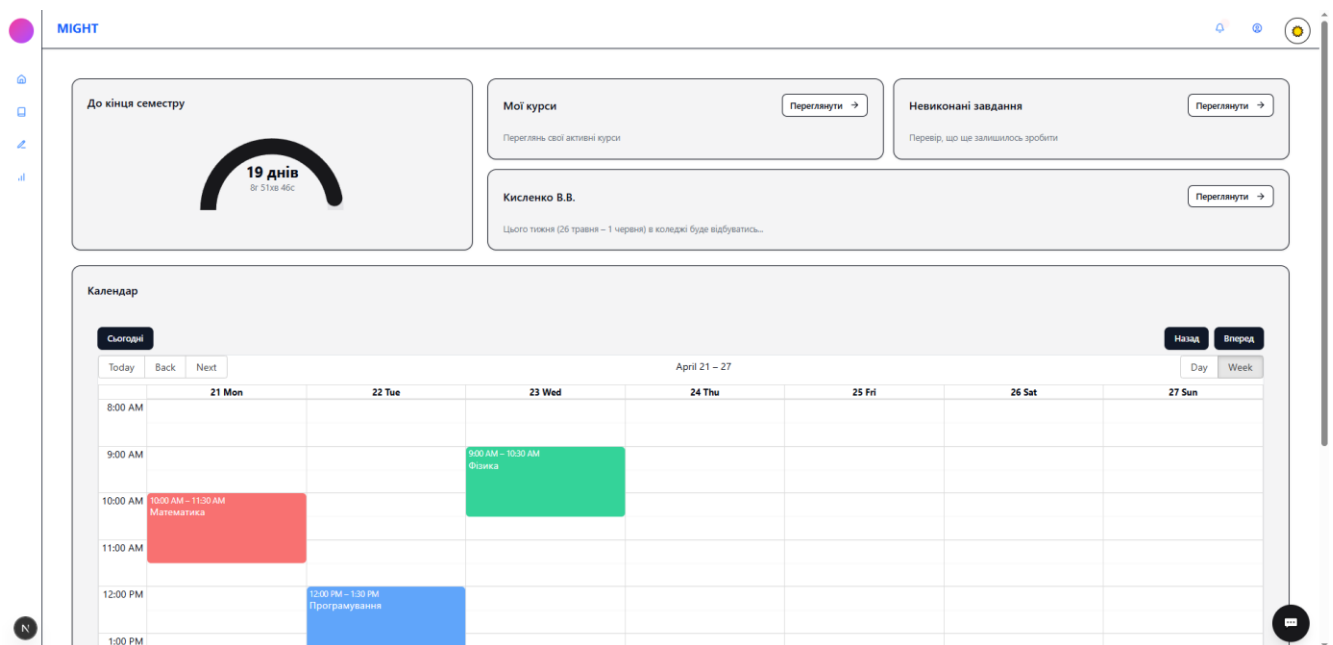 MIGHT
До кінця семестру
19 днів
8г 51хв 46с
Мої курси
Переглянути →
Переглянь свої активні курси
Невиконані завдання
Переглянути →
Перевір, що ще залишилось зробити
Кисленко В.В.
Переглянути →
Цього тижня (26 травня – 1 червня) в коледжі буде відбуватись...
Календар
Сьогодні
Назад Вперед
Today Back Next
April 21 – 27
Day Week
21 Mon 22 Tue 23 Wed 24 Thu 25 Fri 26 Sat 27 Sun
8:00 AM
9:00 AM
9:00 AM – 10:30 AM
Фізика
10:00 AM
10:00 AM – 11:30 AM
Математика
11:00 AM
12:00 PM
12:00 PM – 1:30 PM
Програмування
1:00 PM
N